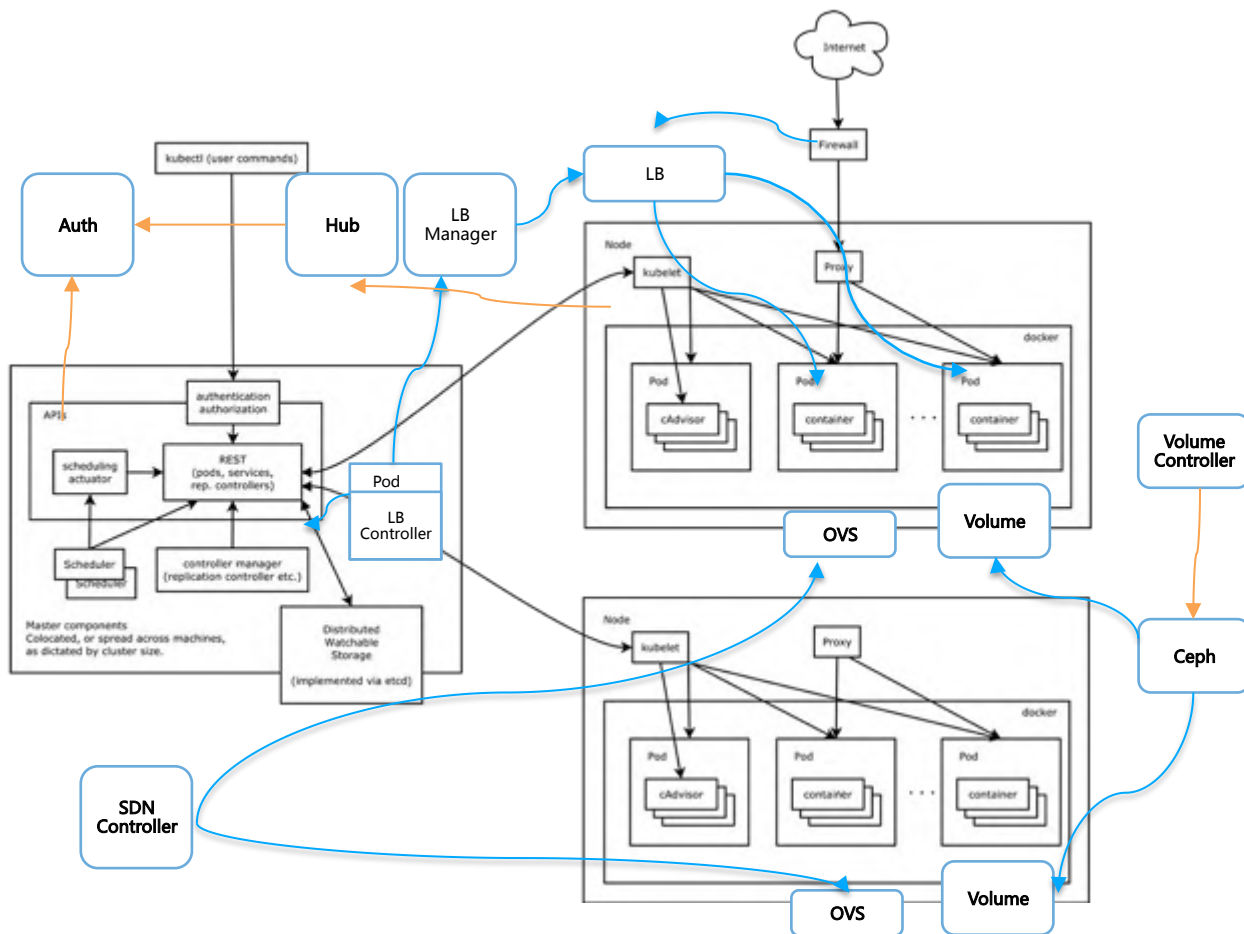 Internet
Firewall
kubectl (user commands)
LB
Auth
Hub
LB
Manager
Node
kubelet
Proxy
docker
Pod
cAdvisor
Pod
container
. . .
Pod
container
authentication
authorization
APIs
scheduling
actuator
REST
(pods, services,
rep. controllers)
Pod
LB
Controller
Scheduler
Scheduler
controller manager
(replication controller etc.)
Master components
Colocated, or spread across machines,
as dictated by cluster size.
Distributed
Watchable
Storage
(implemented via etcd)
Volume
Controller
OVS
Volume
Ceph
Node
kubelet
Proxy
docker
Pod
cAdvisor
Pod
container
. . .
Pod
container
SDN
Controller
OVS
Volume